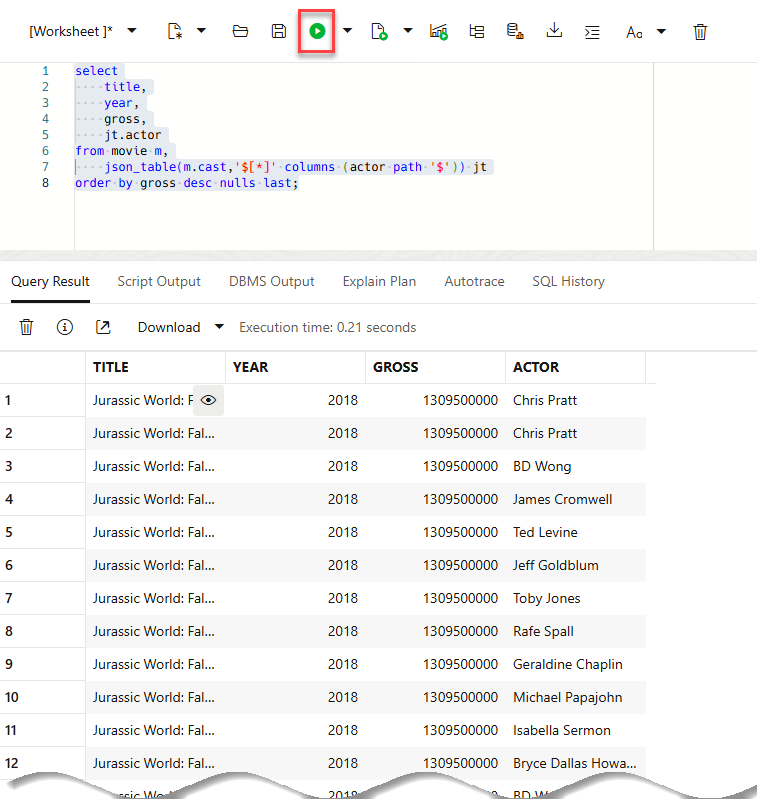 [Worksheet ]*
Aa
1 select
2 title,
3 year,
4 gross,
5 jt.actor
6 from movie m,
7 json_table(m.cast,'$[*]' columns (actor path '$')) jt
8 order by gross desc nulls last;
Query Result Script Output DBMS Output Explain Plan Autotrace SQL History
Download Execution time: 0.21 seconds
TITLE YEAR GROSS ACTOR
1 Jurassic World: F 2018 1309500000 Chris Pratt
2 Jurassic World: Fal... 2018 1309500000 Chris Pratt
3 Jurassic World: Fal... 2018 1309500000 BD Wong
4 Jurassic World: Fal... 2018 1309500000 James Cromwell
5 Jurassic World: Fal... 2018 1309500000 Ted Levine
6 Jurassic World: Fal... 2018 1309500000 Jeff Goldblum
7 Jurassic World: Fal... 2018 1309500000 Toby Jones
8 Jurassic World: Fal... 2018 1309500000 Rafe Spall
9 Jurassic World: Fal... 2018 1309500000 Geraldine Chaplin
10 Jurassic World: Fal... 2018 1309500000 Michael Papajohn
11 Jurassic World: Fal... 2018 1309500000 Isabella Sermon
12 Jurassic World: Fal... 2018 1309500000 Bryce Dallas Howa...
2018 BD